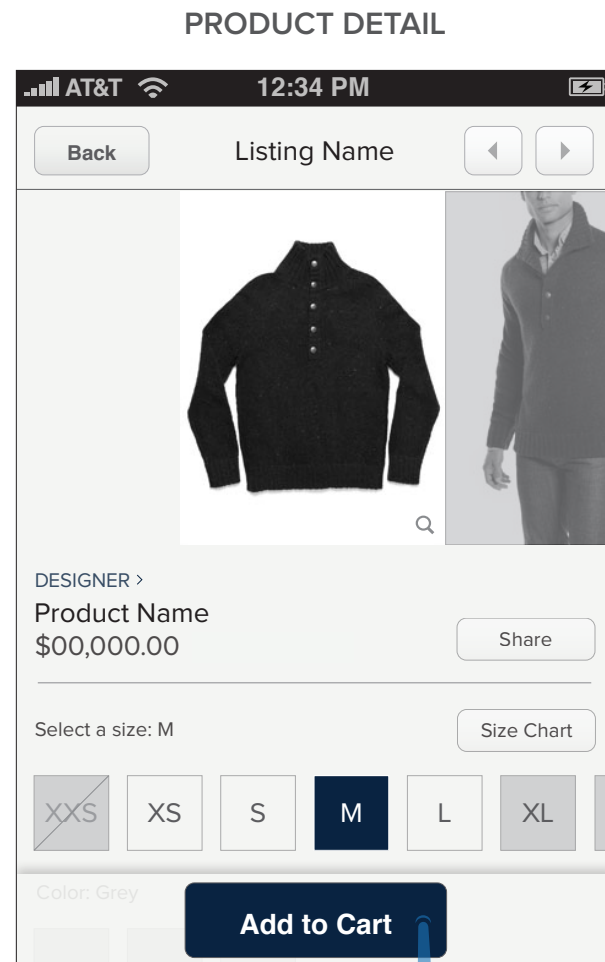 PRODUCT DETAIL
AT&T 12:34 PM
Back Listing Name
DESIGNER >
Product Name
$00,000.00
Share
Select a size: M Size Chart
XXS XS S M L XL
Color: Grey
Add to Cart